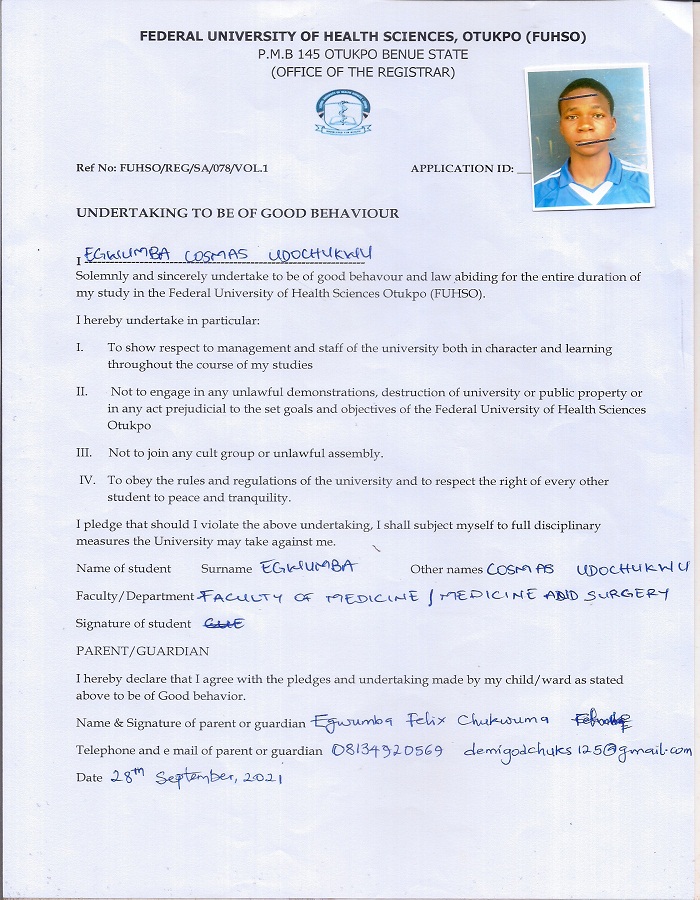 FEDERAL UNIVERSITY OF HEALTH SCIENCES, OTUKPO (FUHSO)
P.M.B 145 OTUKPO BENUE STATE
(OFFICE OF THE REGISTRAR)
Ref No: FUHSO/REG/SA/078/VOL.1 APPLICATION ID:
UNDERTAKING TO BE OF GOOD BEHAVIOUR
I EGWUMBA COSMAS UDOCHUKWU
Solemnly and sincerely undertake to be of good behavour and law abiding for the entire duration of
my study in the Federal University of Health Sciences Otukpo (FUHSO).
I hereby undertake in particular:
I. To show respect to management and staff of the university both in character and learning
throughout the course of my studies
II. Not to engage in any unlawful demonstrations, destruction of university or public property or
in any act prejudicial to the set goals and objectives of the Federal University of Health Sciences
Otukpo
III. Not to join any cult group or unlawful assembly.
IV. To obey the rules and regulations of the university and to respect the right of every other
student to peace and tranquility.
I pledge that should I violate the above undertaking, I shall subject myself to full disciplinary
measures the University may take against me.
Name of student Surname EGWUMBA Other names COSMAS UDOCHUKWU
Faculty/Department FACULTY OF MEDICINE / MEDICINE AND SURGERY
Signature of student
PARENT/GUARDIAN
I hereby declare that I agree with the pledges and undertaking made by my child/ward as stated
above to be of Good behavior.
Name & Signature of parent or guardian Egwumba Felix Chukwuma
Telephone and e mail of parent or guardian 08134920569 demigodchuks125@gmail.com
Date 28th September, 2021